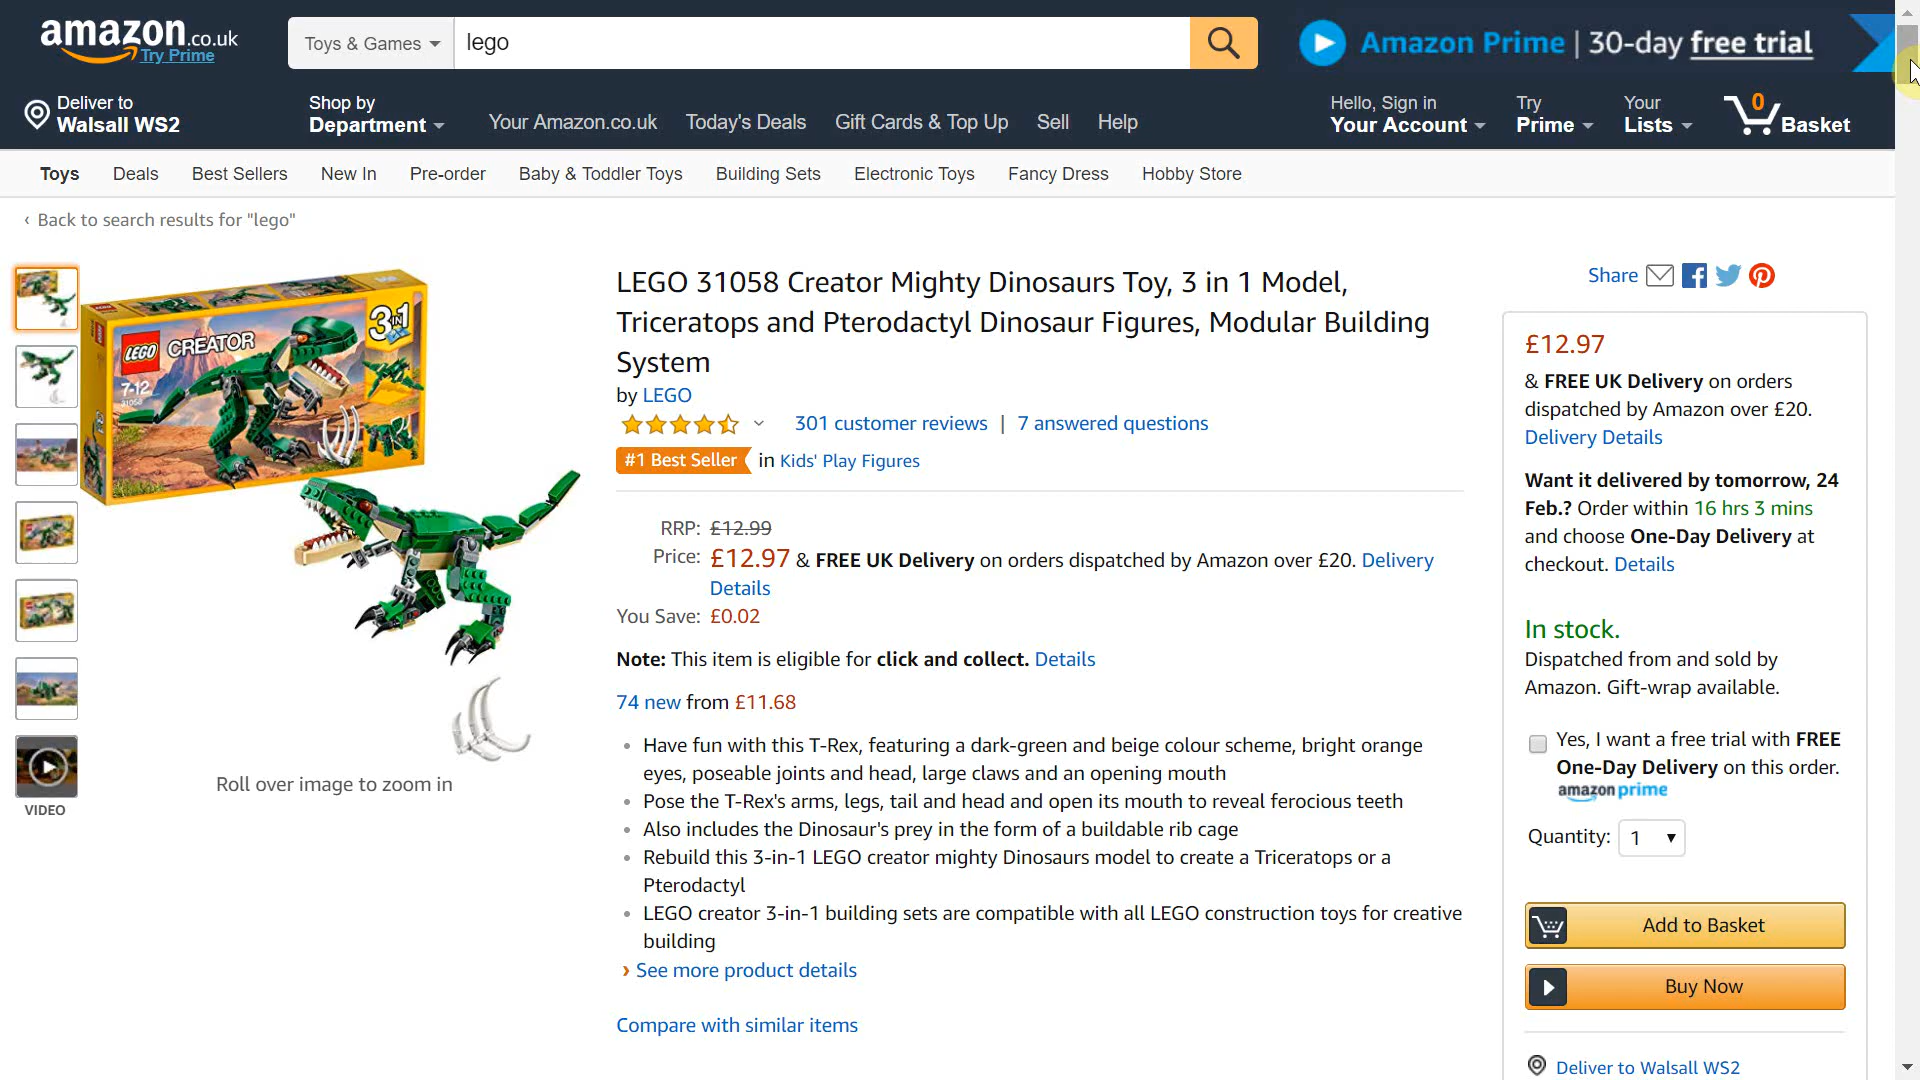 amazon.co.uk
Try Prime
Toys & Games
lego
Amazon Prime | 30-day free trial
Deliver to
Walsall WS2
Shop by
Department
Your Amazon.co.uk
Today's Deals
Gift Cards & Top Up
Sell
Help
Hello, Sign in
Your Account
Try
Prime
Your
Lists
0
Basket
Toys
Deals
Best Sellers
New In
Pre-order
Baby & Toddler Toys
Building Sets
Electronic Toys
Fancy Dress
Hobby Store
‹ Back to search results for "lego"
LEGO CREATOR
3 IN 1
7-12
31058
VIDEO
Roll over image to zoom in
LEGO 31058 Creator Mighty Dinosaurs Toy, 3 in 1 Model,
Triceratops and Pterodactyl Dinosaur Figures, Modular Building
System
by LEGO
301 customer reviews | 7 answered questions
#1 Best Seller in Kids' Play Figures
RRP: £12.99
Price: £12.97 & FREE UK Delivery on orders dispatched by Amazon over £20. Delivery
Details
You Save: £0.02
Note: This item is eligible for click and collect. Details
74 new from £11.68
• Have fun with this T-Rex, featuring a dark-green and beige colour scheme, bright orange
eyes, poseable joints and head, large claws and an opening mouth
• Pose the T-Rex's arms, legs, tail and head and open its mouth to reveal ferocious teeth
• Also includes the Dinosaur's prey in the form of a buildable rib cage
• Rebuild this 3-in-1 LEGO creator mighty Dinosaurs model to create a Triceratops or a
Pterodactyl
• LEGO creator 3-in-1 building sets are compatible with all LEGO construction toys for creative
building
› See more product details
Compare with similar items
Share
£12.97
& FREE UK Delivery on orders
dispatched by Amazon over £20.
Delivery Details
Want it delivered by tomorrow, 24
Feb.? Order within 16 hrs 3 mins
and choose One-Day Delivery at
checkout. Details
In stock.
Dispatched from and sold by
Amazon. Gift-wrap available.
Yes, I want a free trial with FREE
One-Day Delivery on this order.
amazon prime
Quantity: 1
Add to Basket
Buy Now
Deliver to Walsall WS2